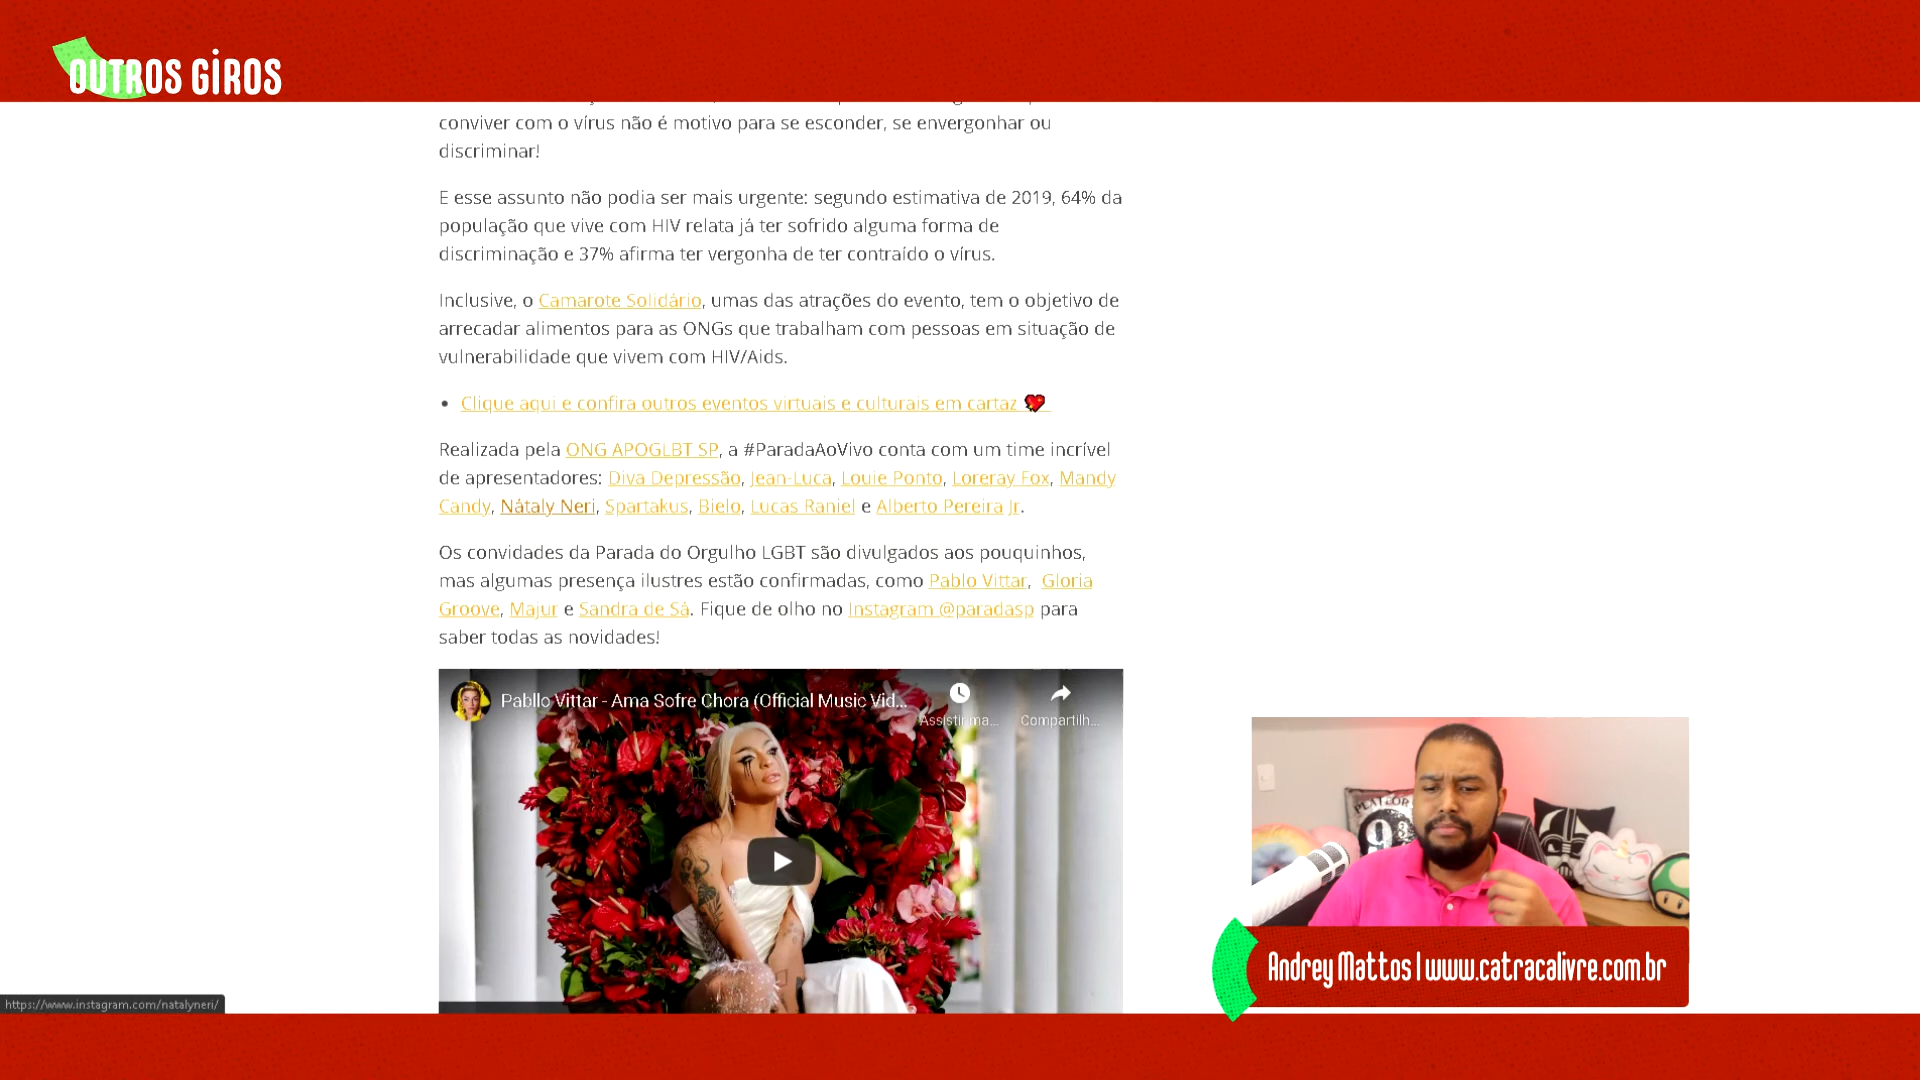 OUTROS GIROS
conviver com o vírus não é motivo para se esconder, se envergonhar ou
discriminar!
E esse assunto não podia ser mais urgente: segundo estimativa de 2019, 64% da
população que vive com HIV relata já ter sofrido alguma forma de
discriminação e 37% afirma ter vergonha de ter contraído o vírus.
Inclusive, o Camarote Solidário, umas das atrações do evento, tem o objetivo de
arrecadar alimentos para as ONGs que trabalham com pessoas em situação de
vulnerabilidade que vivem com HIV/Aids.
• Clique aqui e confira outros eventos virtuais e culturais em cartaz 💘
Realizada pela ONG APOGLBT SP, a #ParadaAoVivo conta com um time incrível
de apresentadores: Diva Depressão, Jean-Luca, Louie Ponto, Loreray Fox, Mandy
Candy, Nátaly Neri, Spartakus, Bielo, Lucas Raniel e Alberto Pereira Jr.
Os convidades da Parada do Orgulho LGBT são divulgados aos pouquinhos,
mas algumas presença ilustres estão confirmadas, como Pablo Vittar, Gloria
Groove, Majur e Sandra de Sá. Fique de olho no Instagram @paradasp para
saber todas as novidades!
Pabllo Vittar - Ama Sofre Chora (Official Music Vid...
Assistir ma...
Compartilh...
PLATFOR
9
Andrey Mattos | www.catracalivre.com.br
https://www.instagram.com/natalyneri/